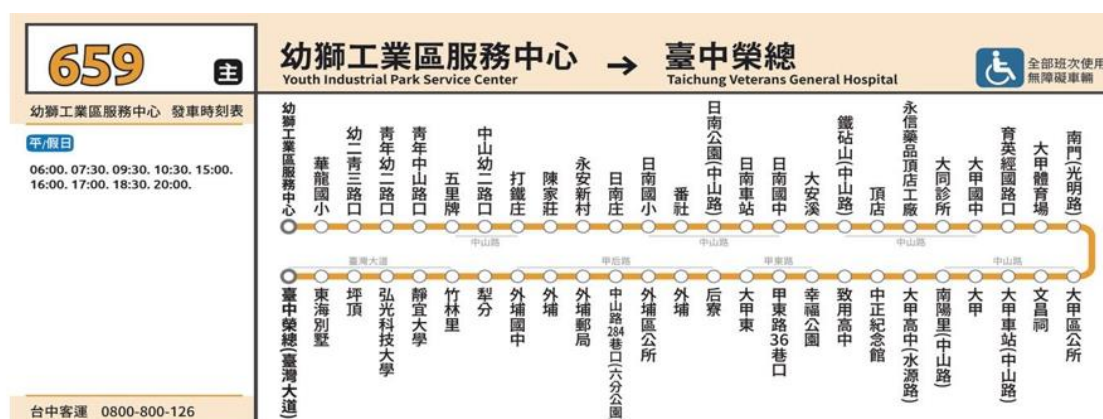 659 主
幼獅工業區服務中心 → 臺中榮總
Youth Industrial Park Service Center
Taichung Veterans General Hospital
全部班次使用
無障礙車輛
幼獅工業區服務中心 發車時刻表
平/假日
06:00. 07:30. 09:30. 10:30. 15:00.
16:00. 17:00. 18:30. 20:00.
幼獅工業區服務中心
華龍國小
幼二青三路口
青年幼二路口
青年中山路口
五里牌
中山幼二路口
打鐵庄
陳家莊
永安新村
日南庄
日南國小
番社
日南公園(中山路)
日南車站
日南國中
大安溪
鐵砧山(中山路)
頂店
永信藥品頂店工廠
大同診所
大甲國中
育英經國路口
大甲體育場
南門(光明路)
中山路
中山路
中山路
臺灣大道
甲后路
甲東路
中山路
臺中榮總(臺灣大道)
東海別墅
坪頂
弘光科技大學
靜宜大學
竹林里
犁分
外埔國中
外埔
外埔郵局
中山路284巷口(六分公園
外埔區公所
外埔
后寮
大甲東
甲東路36巷口
幸福公園
致用高中
中正紀念館
大甲高中(水源路)
南陽里(中山路)
大甲
大甲車站(中山路)
文昌祠
大甲區公所
台中客運 0800-800-126